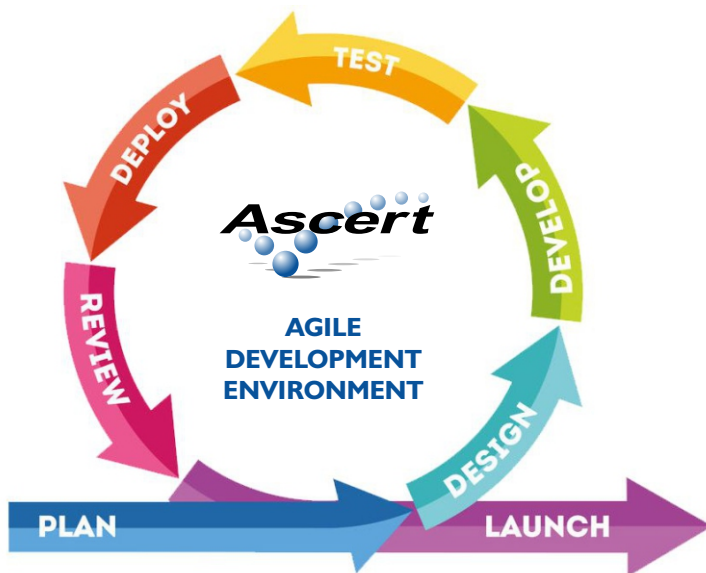 TEST
DEPLOY
DEVELOP
Ascert
REVIEW
AGILE
DEVELOPMENT
ENVIRONMENT
DESIGN
PLAN
LAUNCH